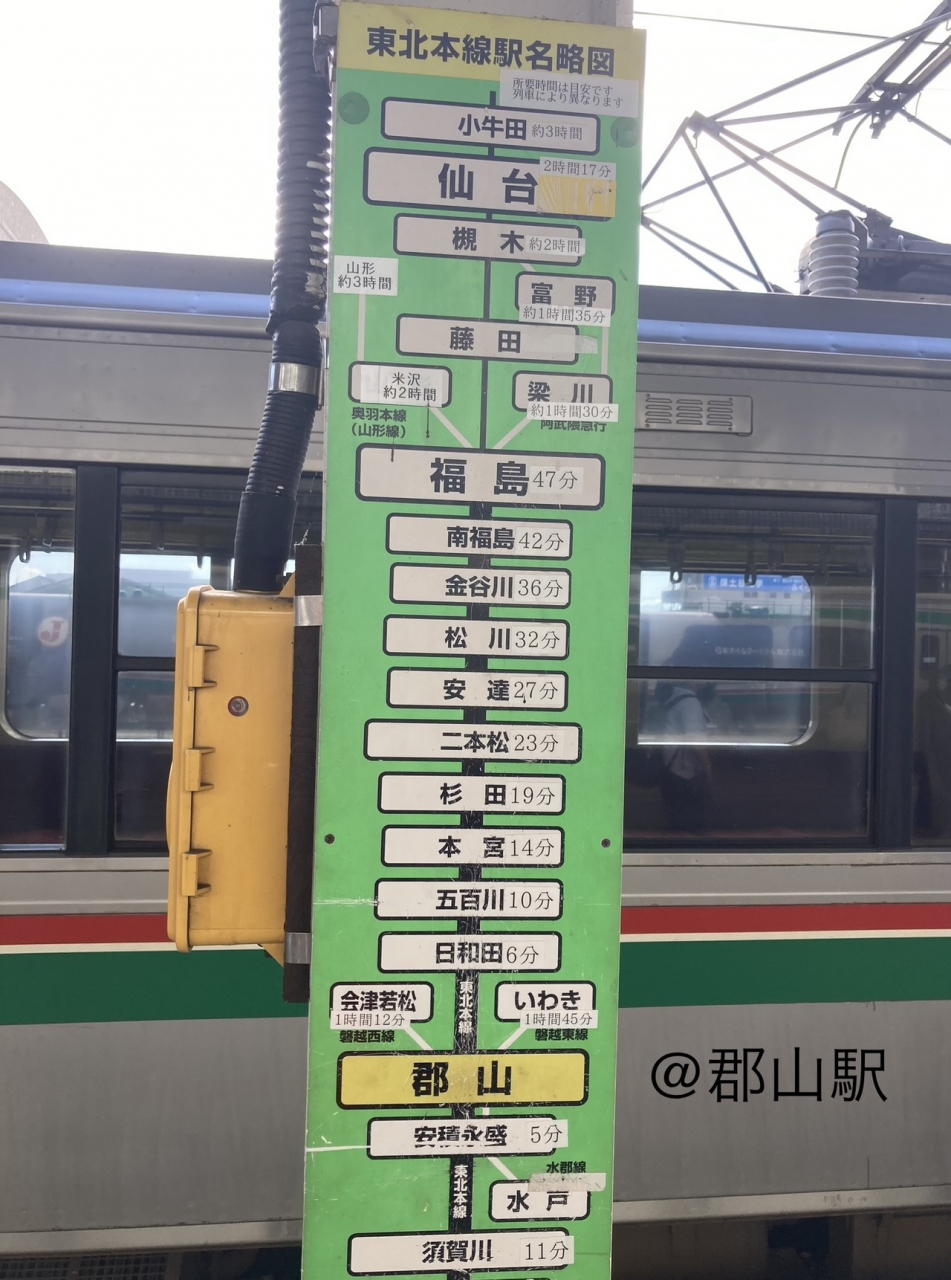 東北本線駅名略図
所要時間は目安です
列車により異なります
小牛田 約3時間
仙台 2時間17分
槻木 約2時間
山形
約3時間
富野
約1時間35分
藤田
米沢
約2時間
梁川
約1時間30分
奥羽本線
(山形線)
阿武隈急行
福島 47分
南福島 42分
金谷川 36分
松川 32分
安達 27分
二本松 23分
杉田 19分
本宮 14分
五百川 10分
日和田 6分
東北本線
会津若松
1時間12分
磐越西線
いわき
1時間45分
磐越東線
郡山
@郡山駅
安積永盛 5分
東北本線
水郡線
水戸
須賀川 11分
J